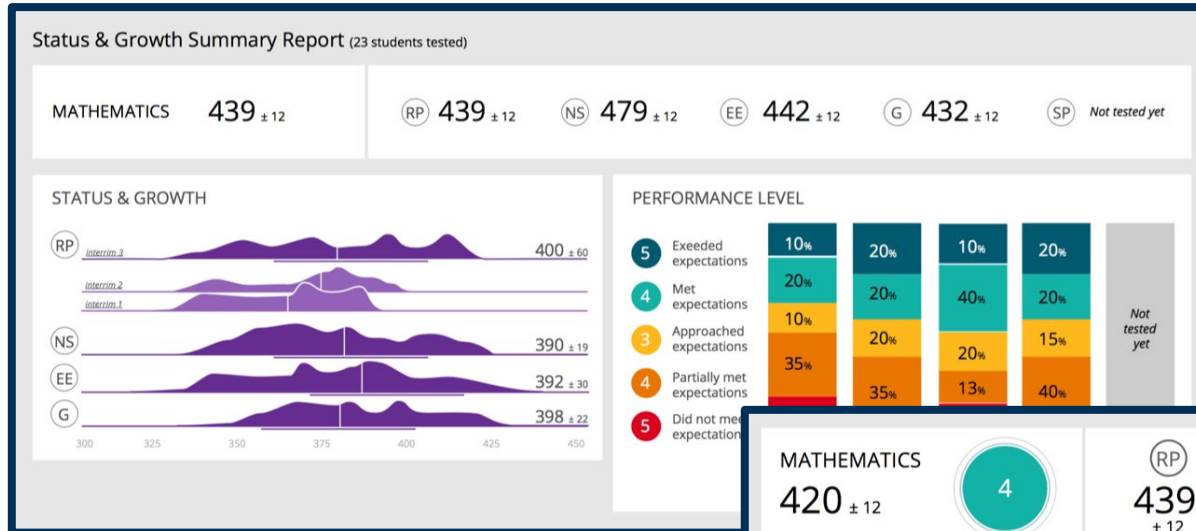 Status & Growth Summary Report (23 students tested)
MATHEMATICS 439 ± 12
RP 439 ± 12 NS 479 ± 12 EE 442 ± 12 G 432 ± 12 SP Not tested yet
STATUS & GROWTH
RP interrim 3 400 ± 60
interrim 2
interrim 1
NS 390 ± 19
EE 392 ± 30
G 398 ± 22
300 325 350 375 400 425 450
PERFORMANCE LEVEL
5 Exeeded
expectations
4 Met
expectations
3 Approached
expectations
4 Partially met
expectations
5 Did not mee
expectation
10% 20% 10% 20%
20% 20% 40% 20%
10% 20% 20% 15%
35% 35% 13% 40%
Not
tested
yet
MATHEMATICS
420 ± 12
4
RP
439
± 12